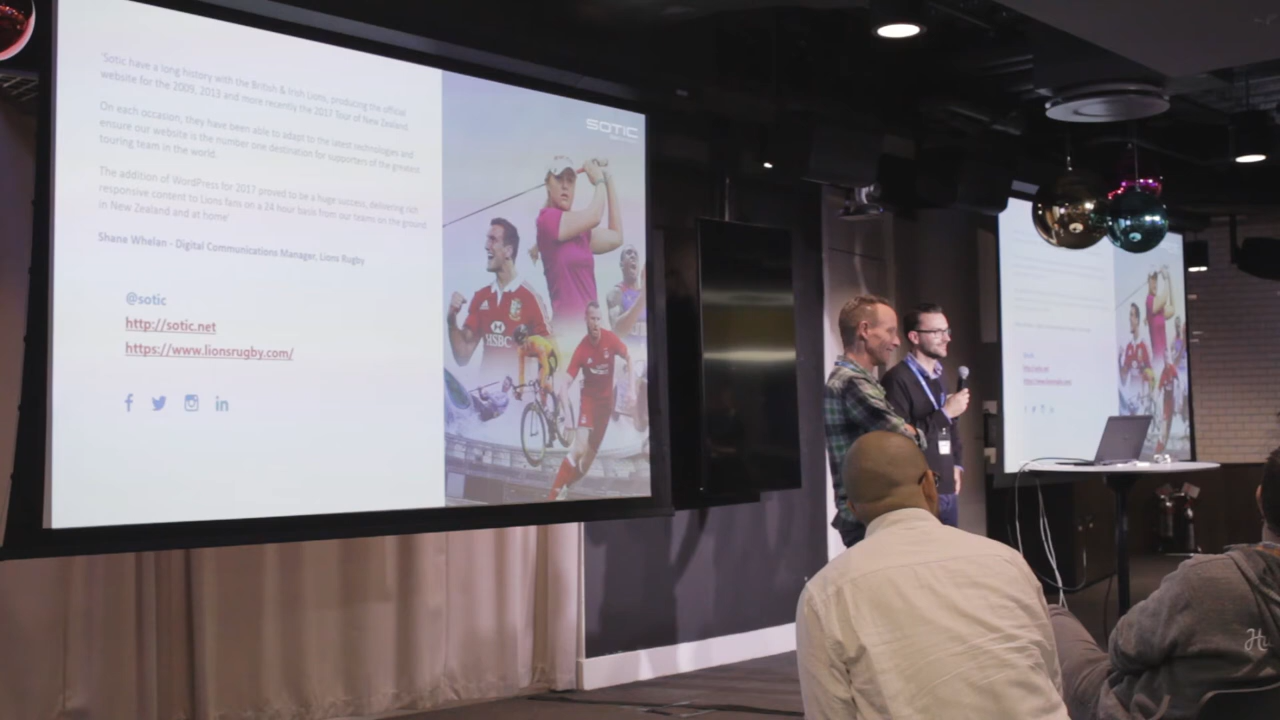 'Sotic have a long history with the British & Irish Lions, producing the official
website for the 2009, 2013 and more recently the 2017 Tour of New Zealand.
On each occasion, they have been able to adapt to the latest technologies and
ensure our website is the number one destination for supporters of the greatest
touring team in the world.
The addition of WordPress for 2017 proved to be a huge success, delivering rich
responsive consent to Lions fans on a 24 hour basis from our teams on the ground
in New Zealand and at home'
Shane Whelan - Digital Communications Manager, Lions Rugby
@sotic
http://sotic.net
https://www.lionsrugby.com/
SOTIC
HSBC